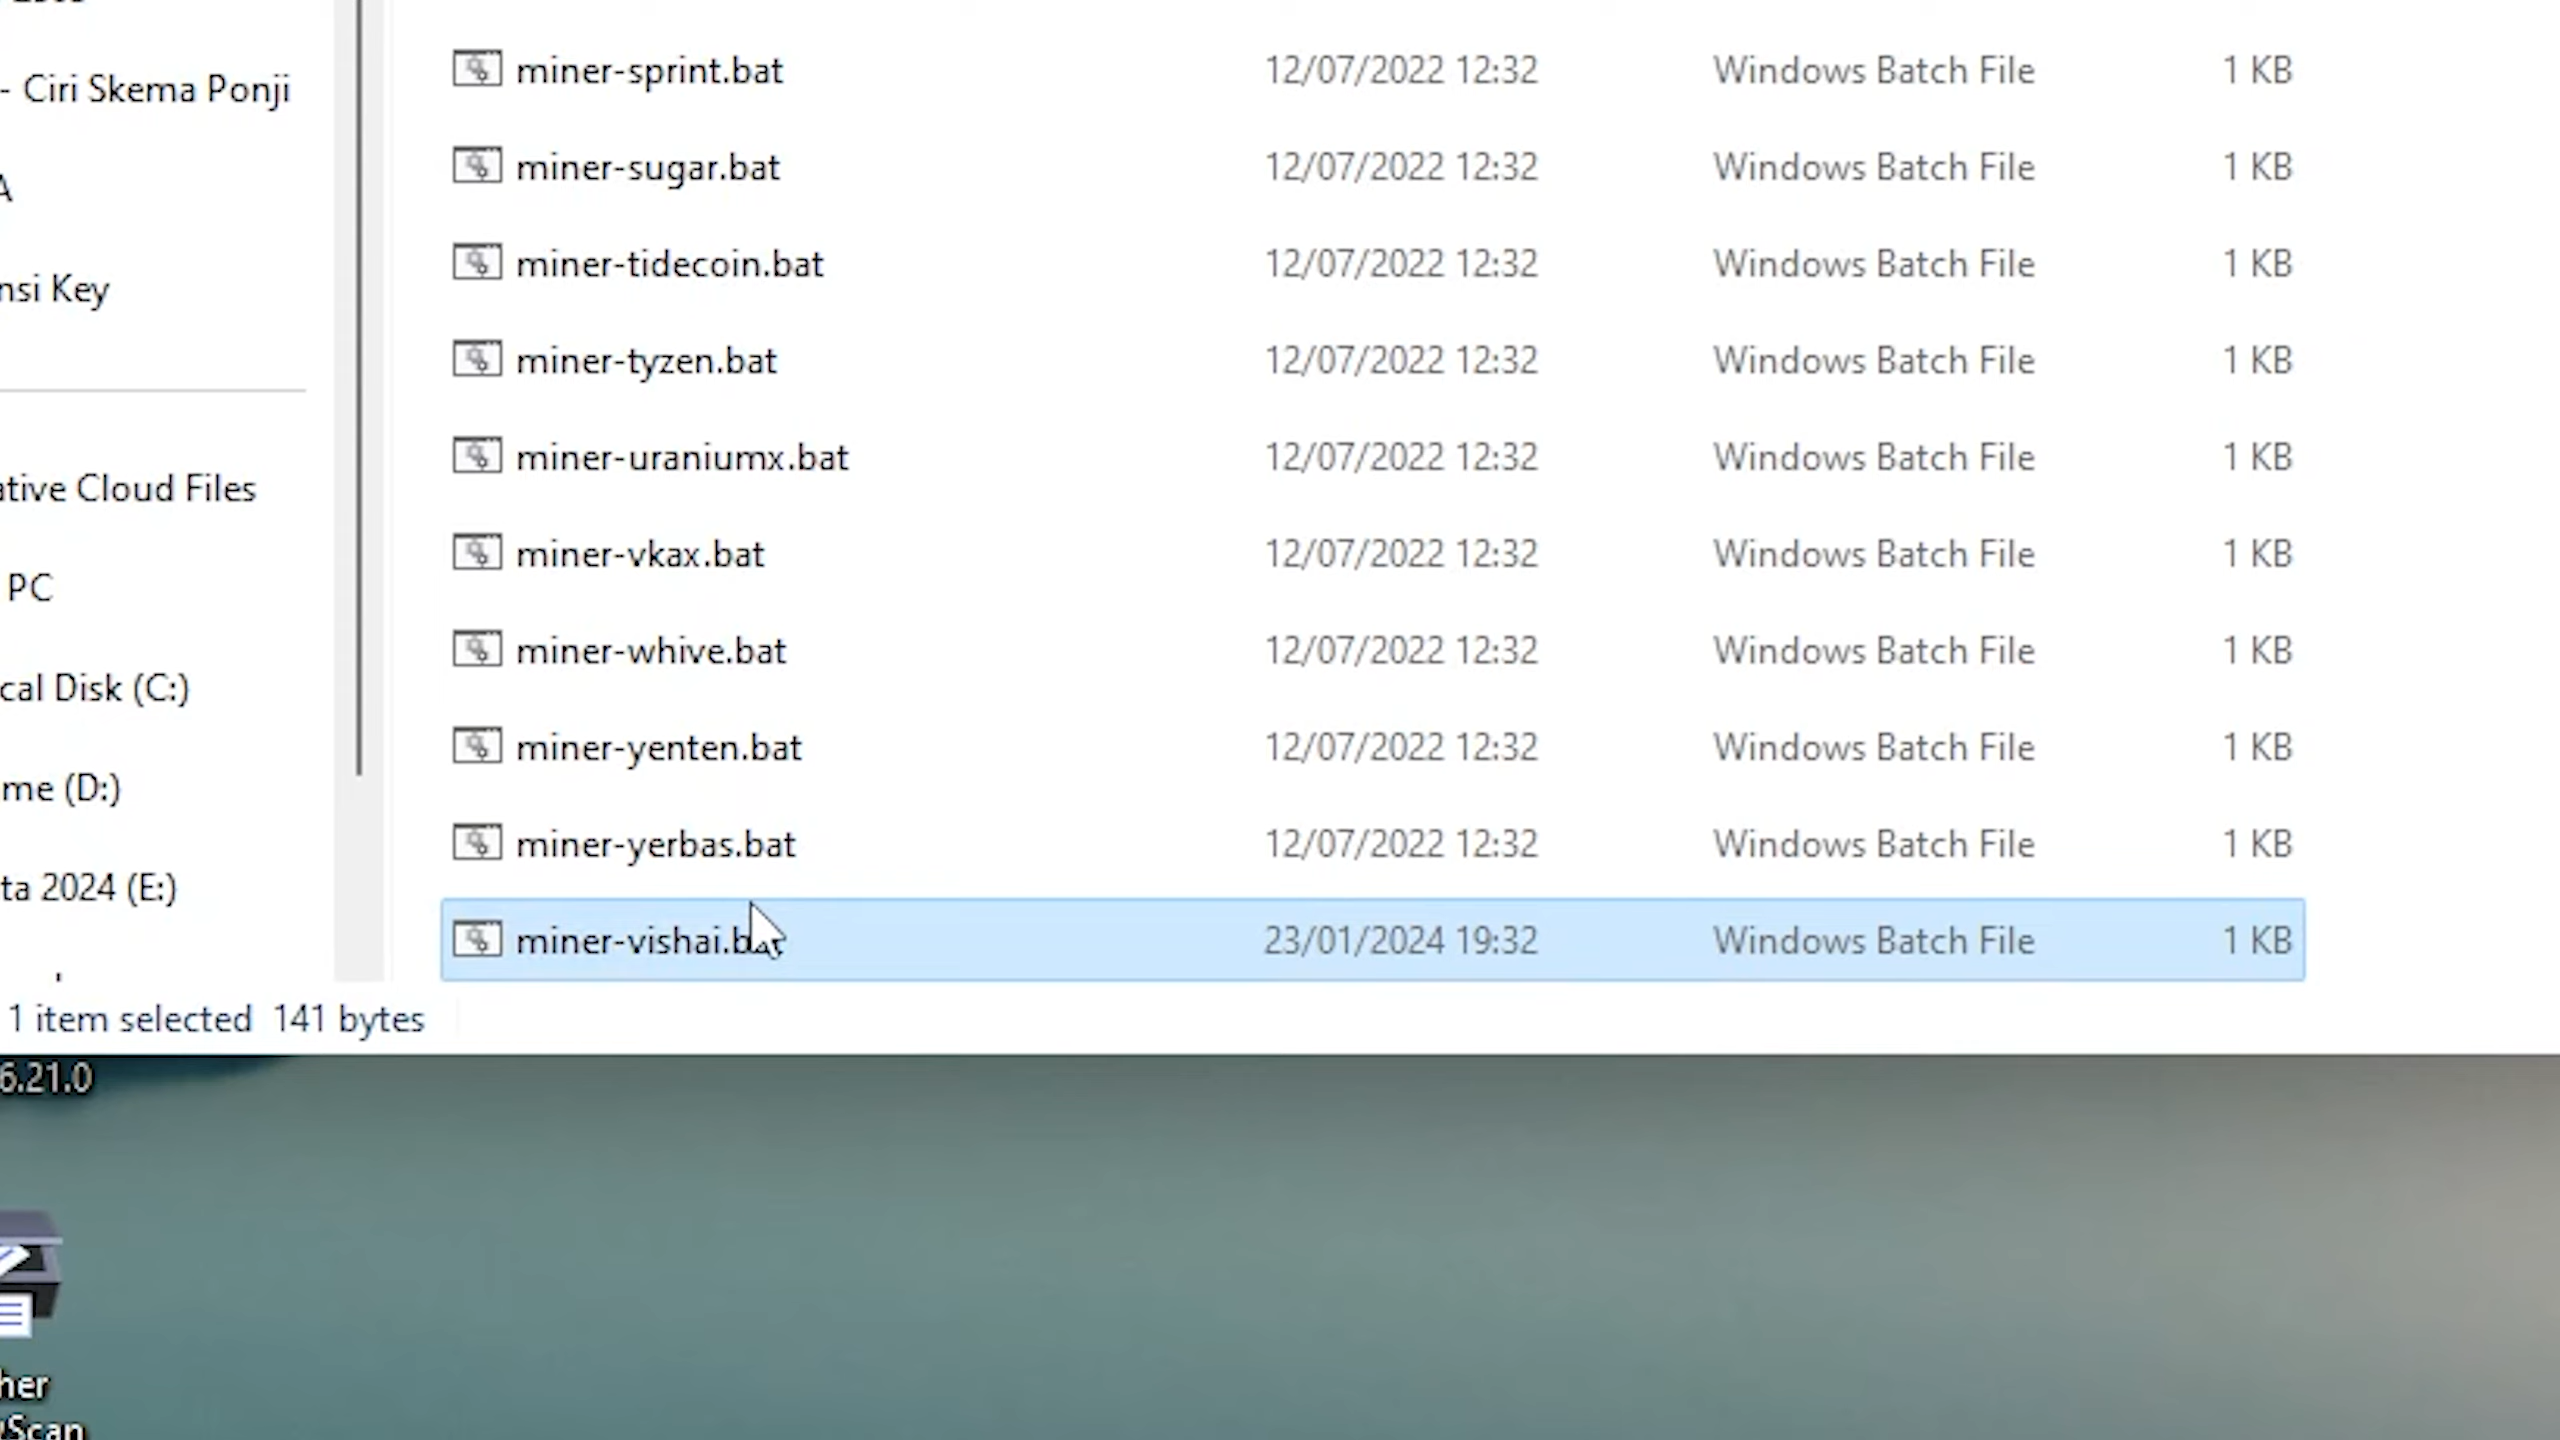 - Ciri Skema Ponji
A
nsi Key
ative Cloud Files
PC
cal Disk (C:)
me (D:)
ta 2024 (E:)
miner-sprint.bat 12/07/2022 12:32 Windows Batch File 1 KB
miner-sugar.bat 12/07/2022 12:32 Windows Batch File 1 KB
miner-tidecoin.bat 12/07/2022 12:32 Windows Batch File 1 KB
miner-tyzen.bat 12/07/2022 12:32 Windows Batch File 1 KB
miner-uraniumx.bat 12/07/2022 12:32 Windows Batch File 1 KB
miner-vkax.bat 12/07/2022 12:32 Windows Batch File 1 KB
miner-whive.bat 12/07/2022 12:32 Windows Batch File 1 KB
miner-yenten.bat 12/07/2022 12:32 Windows Batch File 1 KB
miner-yerbas.bat 12/07/2022 12:32 Windows Batch File 1 KB
miner-vishai.bat 23/01/2024 19:32 Windows Batch File 1 KB
1 item selected 141 bytes
6.21.0
her
Scan